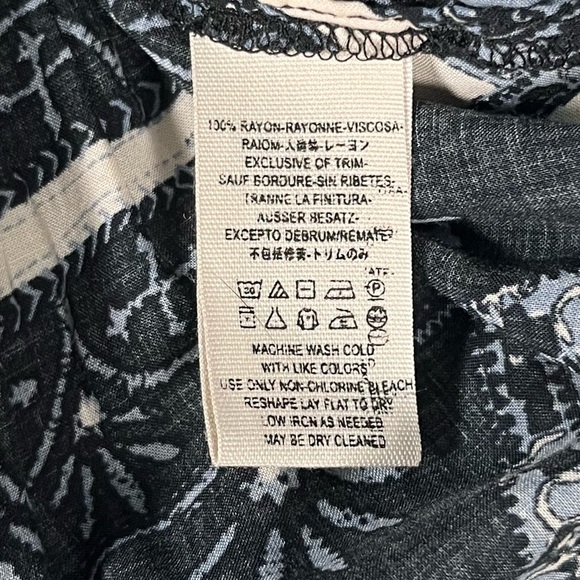 100% RAYON-RAYONNE-VISCOSA-
RAIOM-人造絲-レーヨン
EXCLUSIVE OF TRIM-
SAUF BORDURE-SIN RIBETES-
TRANNE LA FINITURA-
AUSSER BESATZ-
EXCEPTO DEBRUM/REMATE-
不包括修美-トリムのみ
30 P
MACHINE WASH COLD
WITH LIKE COLORS
USE ONLY NON-CHLORINE BLEACH
RESHAPE LAY FLAT TO DRY
LOW IRON AS NEEDED
MAY BE DRY CLEANED